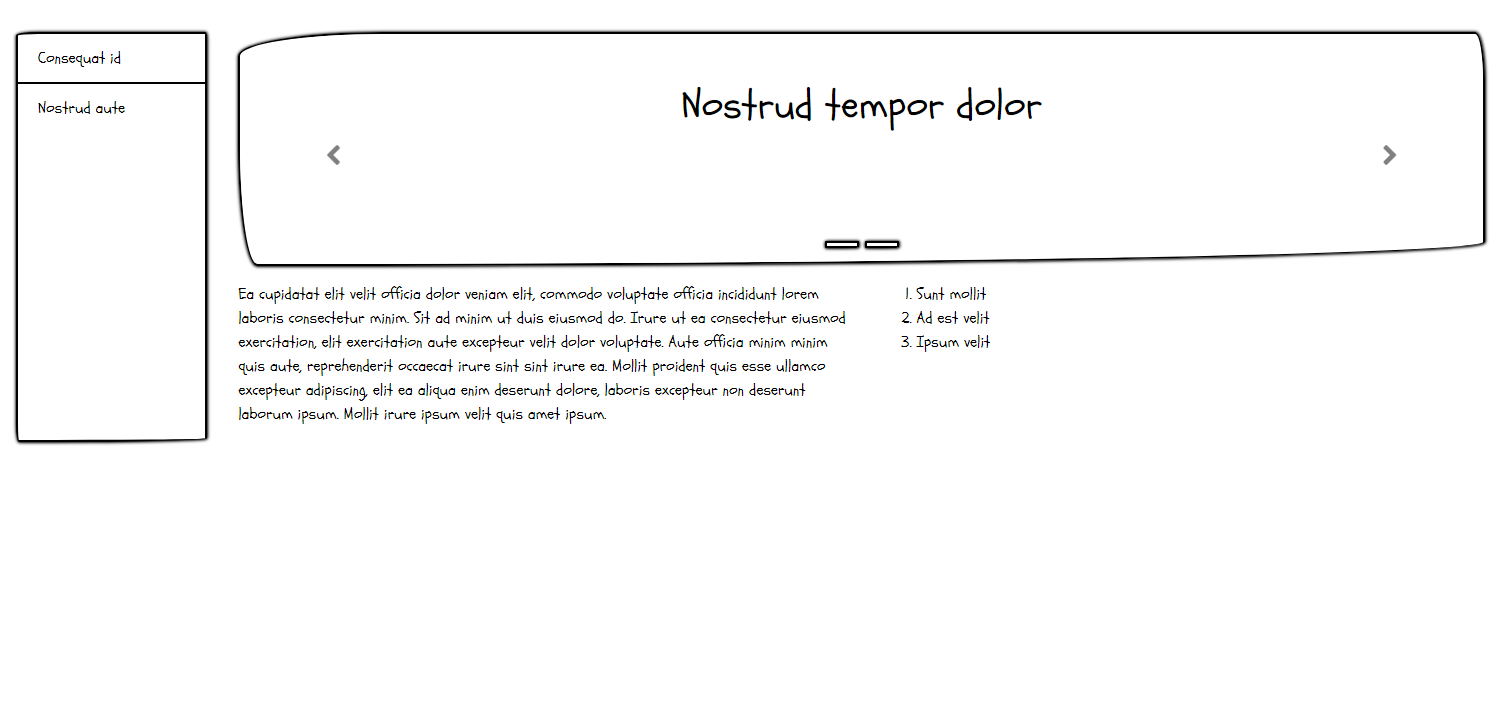 Consequat id
Nostrud aute
Nostrud tempor dolor
Ea cupidatat elit velit officia dolor veniam elit, commodo voluptate officia incididunt lorem
laboris consectetur minim. Sit ad minim ut duis eiusmod do. Irure ut ea consectetur eiusmod
exercitation, elit exercitation aute excepteur velit dolor voluptate. Aute officia minim minim
quis aute, reprehenderit occaecat irure sint sint irure ea. Mollit proident quis esse ullamco
excepteur adipiscing, elit ea aliqua enim deserunt dolore, laboris excepteur non deserunt
laborum ipsum. Mollit irure ipsum velit quis amet ipsum.
1. Sunt mollit
2. Ad est velit
3. Ipsum velit